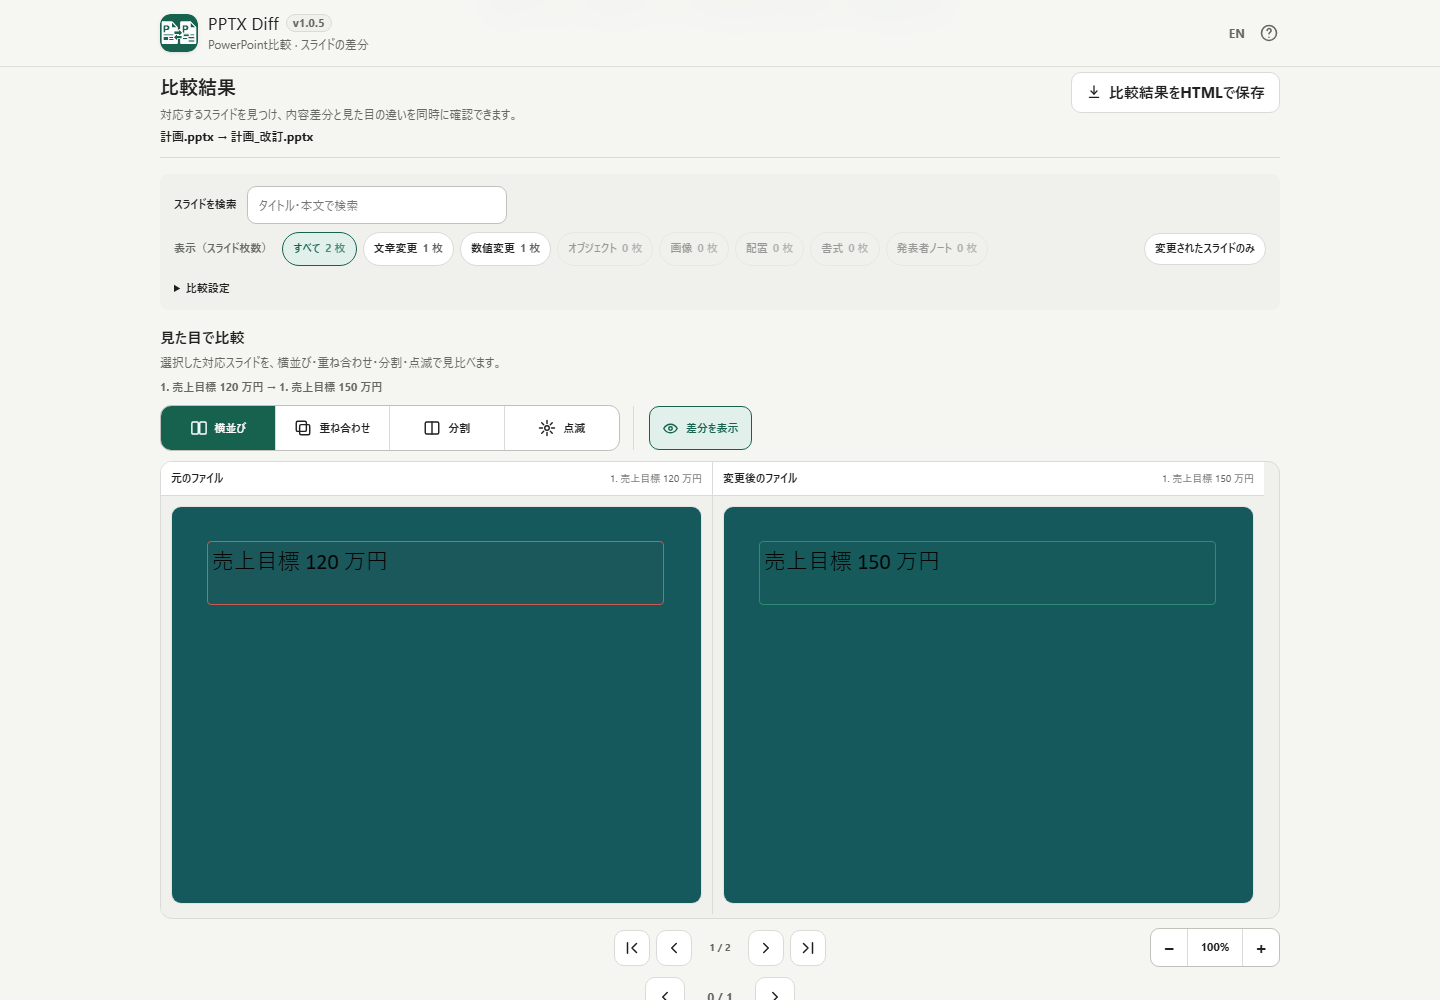 PPTX Diff v1.0.5
PowerPoint比較・スライドの差分
EN
比較結果
対応するスライドを見つけ、内容差分と見た目の違いを同時に確認できます。
計画.pptx → 計画_改訂.pptx
比較結果をHTMLで保存
スライドを検索 タイトル・本文で検索
表示（スライド枚数） すべて 2 枚 文章変更 1 枚 数値変更 1 枚 オブジェクト 0 枚 画像 0 枚 配置 0 枚 書式 0 枚 発表者ノート 0 枚 変更されたスライドのみ
▶ 比較設定
見た目で比較
選択した対応スライドを、横並び・重ね合わせ・分割・点滅で見比べます。
1. 売上目標 120 万円 → 1. 売上目標 150 万円
横並び 重ね合わせ 分割 点滅 差分を表示
元のファイル 1. 売上目標 120 万円
変更後のファイル 1. 売上目標 150 万円
売上目標 120 万円
売上目標 150 万円
1 / 2
− 100% +
0 / 1